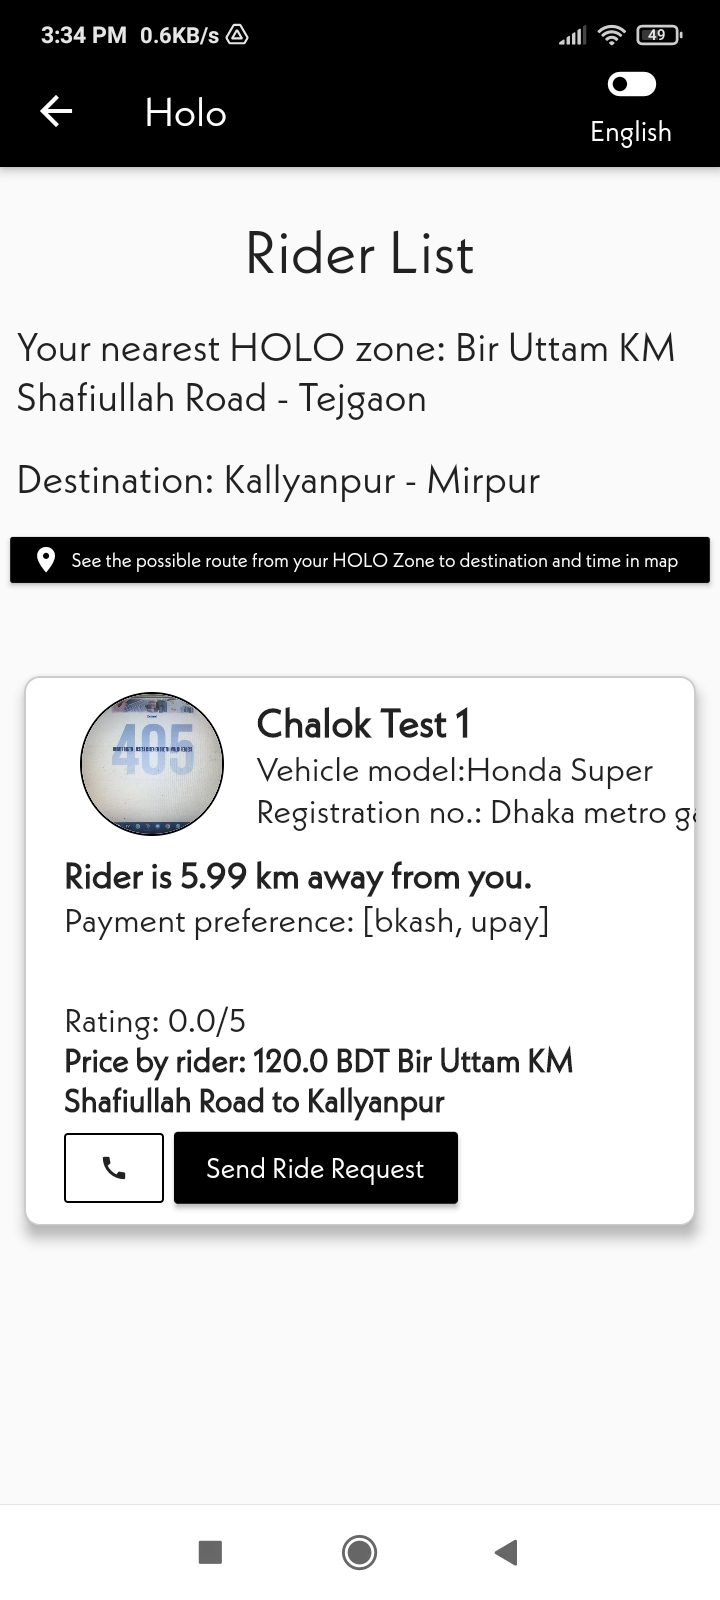 3:34 PM 0.6KB/s 49
Holo
English
Rider List
Your nearest HOLO zone: Bir Uttam KM
Shafiullah Road - Tejgaon
Destination: Kallyanpur - Mirpur
See the possible route from your HOLO Zone to destination and time in map
405
Chalok Test 1
Vehicle model:Honda Super
Registration no.: Dhaka metro
Rider is 5.99 km away from you.
Payment preference: [bkash, upay]
Rating: 0.0/5
Price by rider: 120.0 BDT Bir Uttam KM
Shafiullah Road to Kallyanpur
Send Ride Request